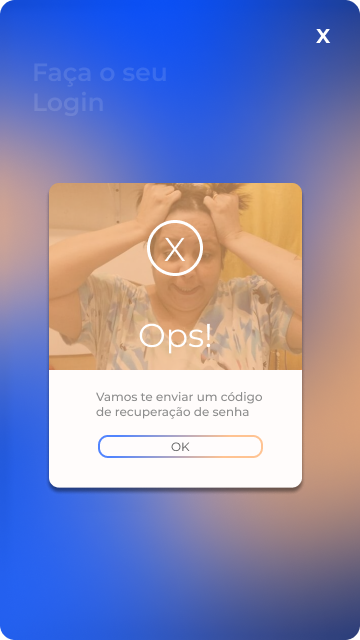 X
Faça o seu
Login
X
Ops!
Vamos te enviar um código
de recuperação de senha
OK